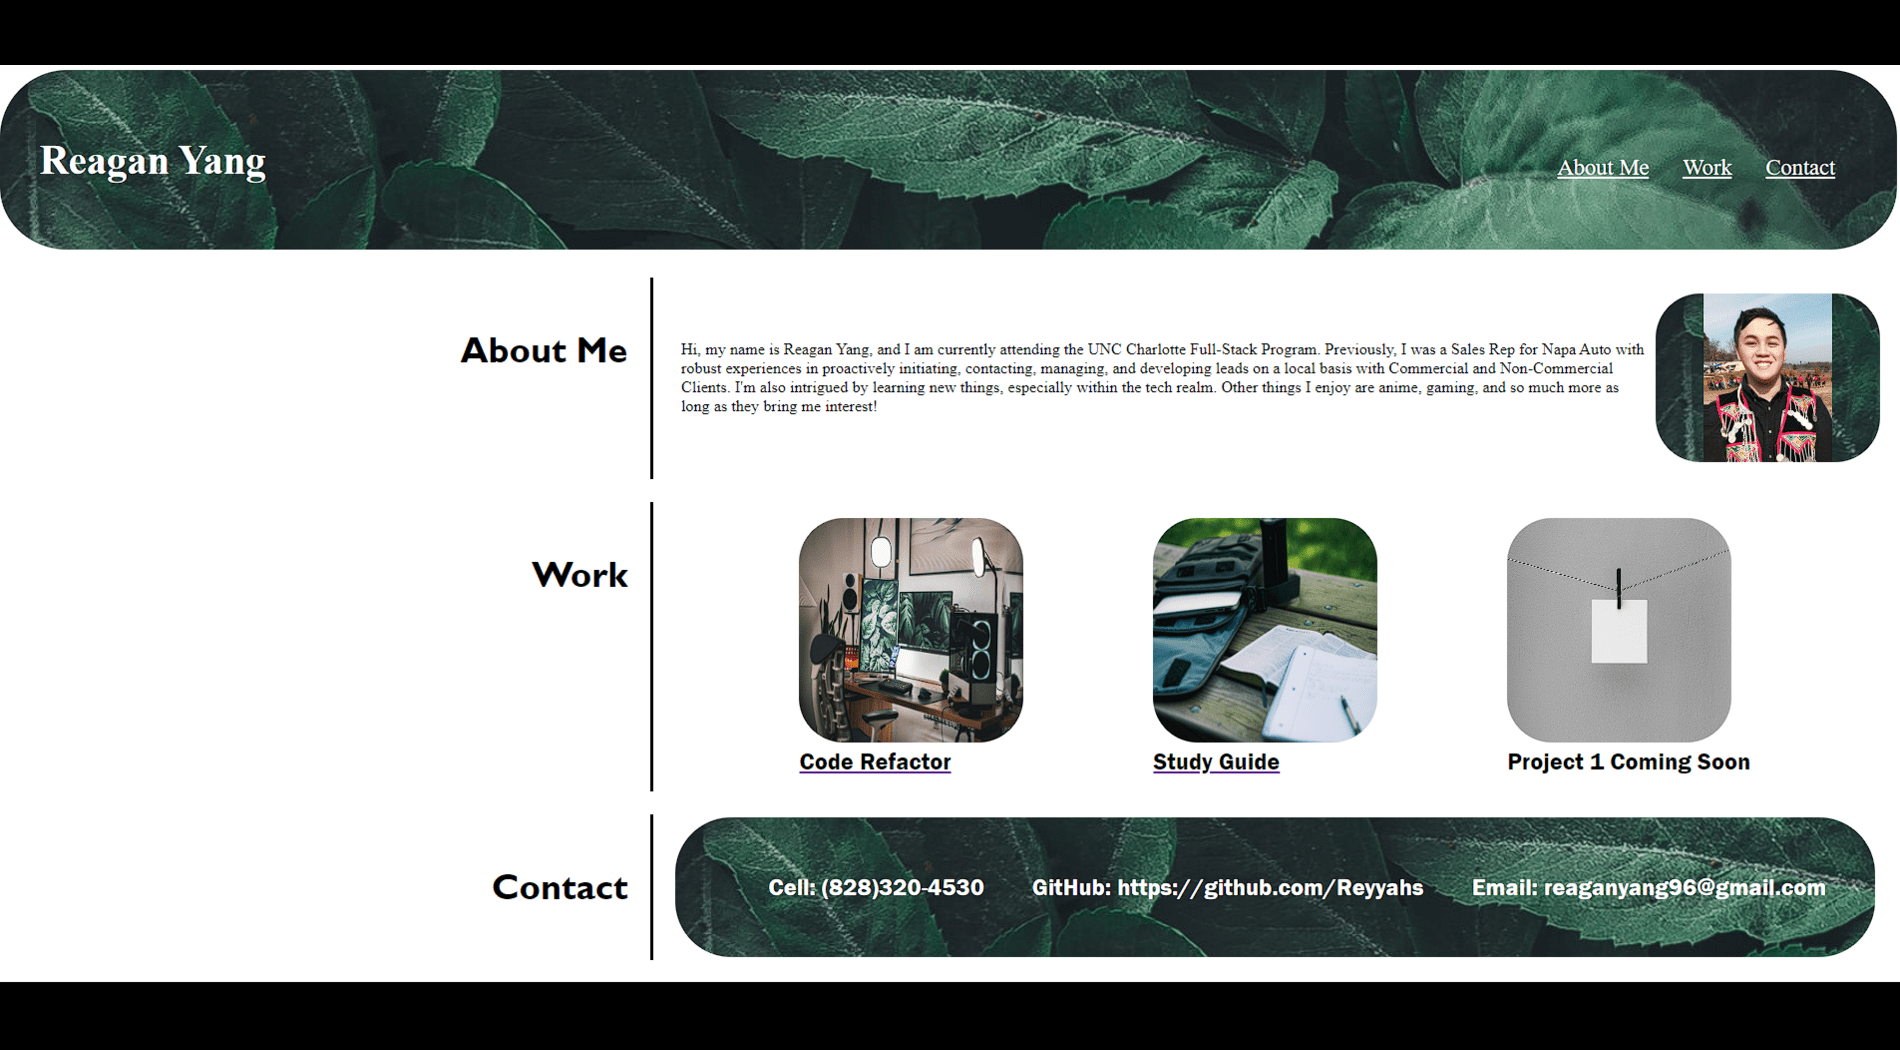 Reagan Yang
About Me Work Contact
About Me
Hi, my name is Reagan Yang, and I am currently attending the UNC Charlotte Full-Stack Program. Previously, I was a Sales Rep for Napa Auto with
robust experiences in proactively initiating, contacting, managing, and developing leads on a local basis with Commercial and Non-Commercial
Clients. I'm also intrigued by learning new things, especially within the tech realm. Other things I enjoy are anime, gaming, and so much more as
long as they bring me interest!
Work
Code Refactor
Study Guide
Project 1 Coming Soon
Contact
Cell: (828)320-4530 GitHub: https://github.com/Reyyahs Email: reaganyang96@gmail.com